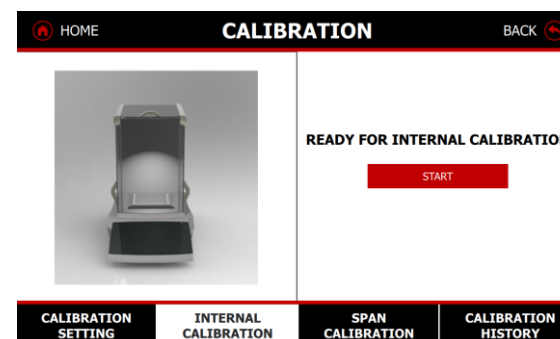 HOME
CALIBRATION
BACK
READY FOR INTERNAL CALIBRATIO
START
CALIBRATION
SETTING
INTERNAL
CALIBRATION
SPAN
CALIBRATION
CALIBRATION
HISTORY